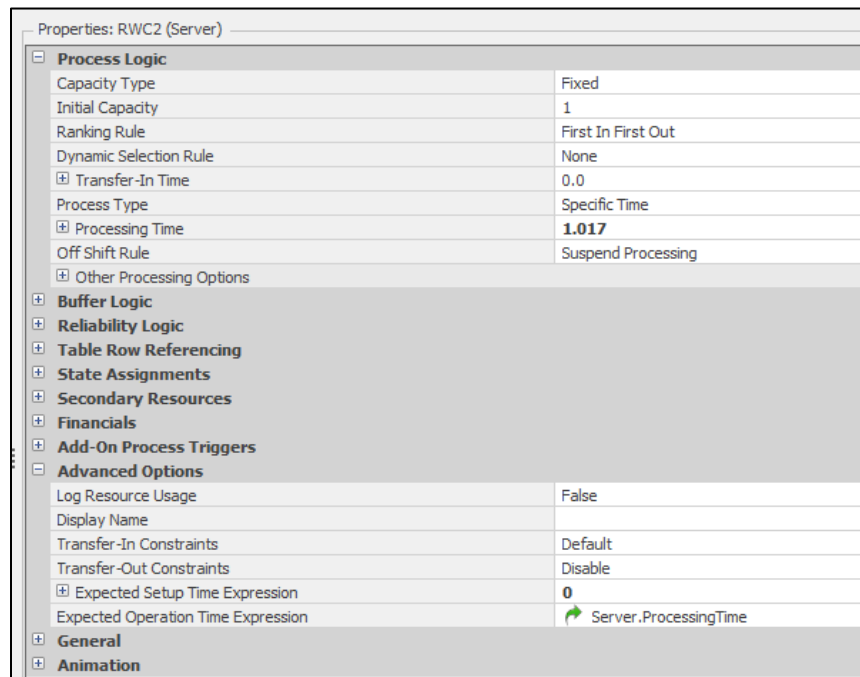 Properties: RWC2 (Server)
Process Logic
Capacity Type Fixed
Initial Capacity 1
Ranking Rule First In First Out
Dynamic Selection Rule None
Transfer-In Time 0.0
Process Type Specific Time
Processing Time 1.017
Off Shift Rule Suspend Processing
Other Processing Options
Buffer Logic
Reliability Logic
Table Row Referencing
State Assignments
Secondary Resources
Financials
Add-On Process Triggers
Advanced Options
Log Resource Usage False
Display Name
Transfer-In Constraints Default
Transfer-Out Constraints Disable
Expected Setup Time Expression 0
Expected Operation Time Expression Server.ProcessingTime
General
Animation